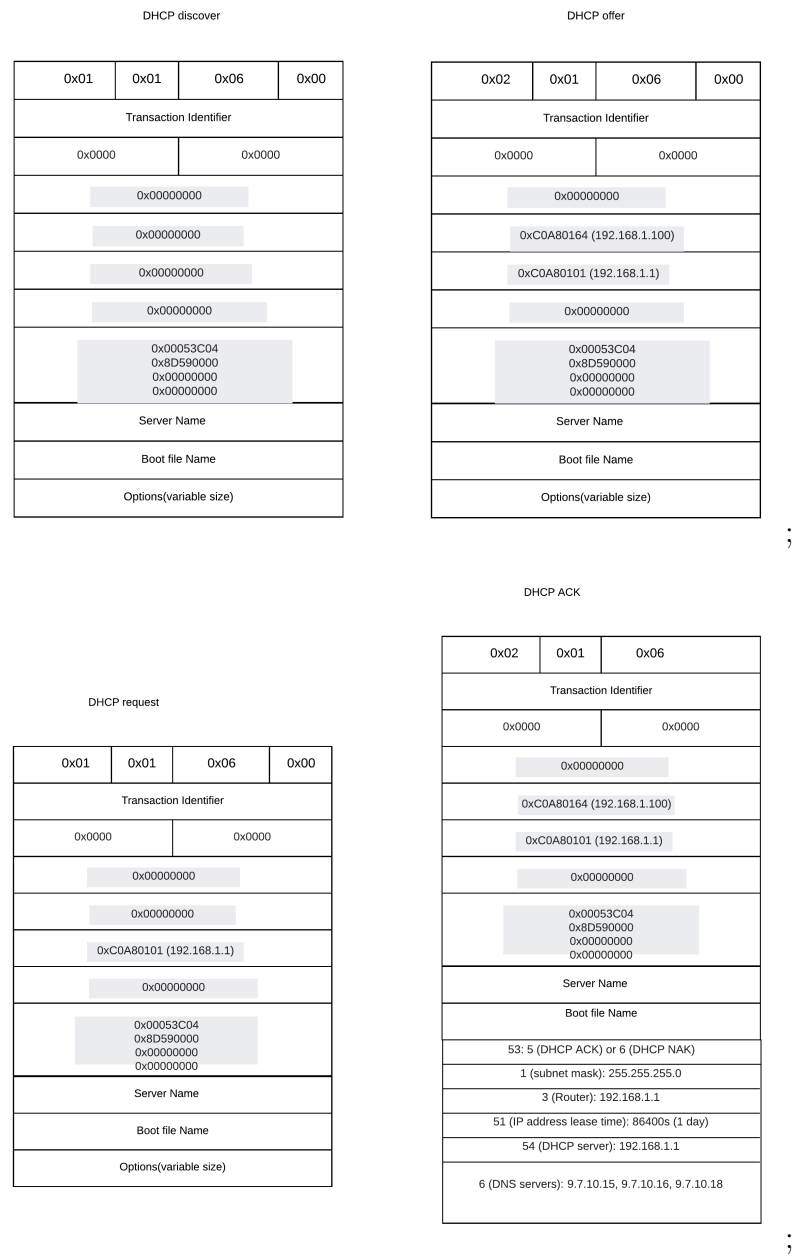 DHCP discover
0x01 0x01 0x06 0x00
Transaction Identifier
0x0000 0x0000
0x00000000
0x00000000
0x00000000
0x00000000
0x00053C04
0x8D590000
0x00000000
0x00000000
Server Name
Boot file Name
Options(variable size)
DHCP offer
0x02 0x01 0x06 0x00
Transaction Identifier
0x0000 0x0000
0x00000000
0xC0A80164 (192.168.1.100)
0xC0A80101 (192.168.1.1)
0x00000000
0x00053C04
0x8D590000
0x00000000
0x00000000
Server Name
Boot file Name
Options(variable size)
;
DHCP request
0x01 0x01 0x06 0x00
Transaction Identifier
0x0000 0x0000
0x00000000
0x00000000
0xC0A80101 (192.168.1.1)
0x00000000
0x00053C04
0x8D590000
0x00000000
0x00000000
Server Name
Boot file Name
Options(variable size)
DHCP ACK
0x02 0x01 0x06
Transaction Identifier
0x0000 0x0000
0x00000000
0xC0A80164 (192.168.1.100)
0xC0A80101 (192.168.1.1)
0x00000000
0x00053C04
0x8D590000
0x00000000
0x00000000
Server Name
Boot file Name
53: 5 (DHCP ACK) or 6 (DHCP NAK)
1 (subnet mask): 255.255.255.0
3 (Router): 192.168.1.1
51 (IP address lease time): 86400s (1 day)
54 (DHCP server): 192.168.1.1
6 (DNS servers): 9.7.10.15, 9.7.10.16, 9.7.10.18
;